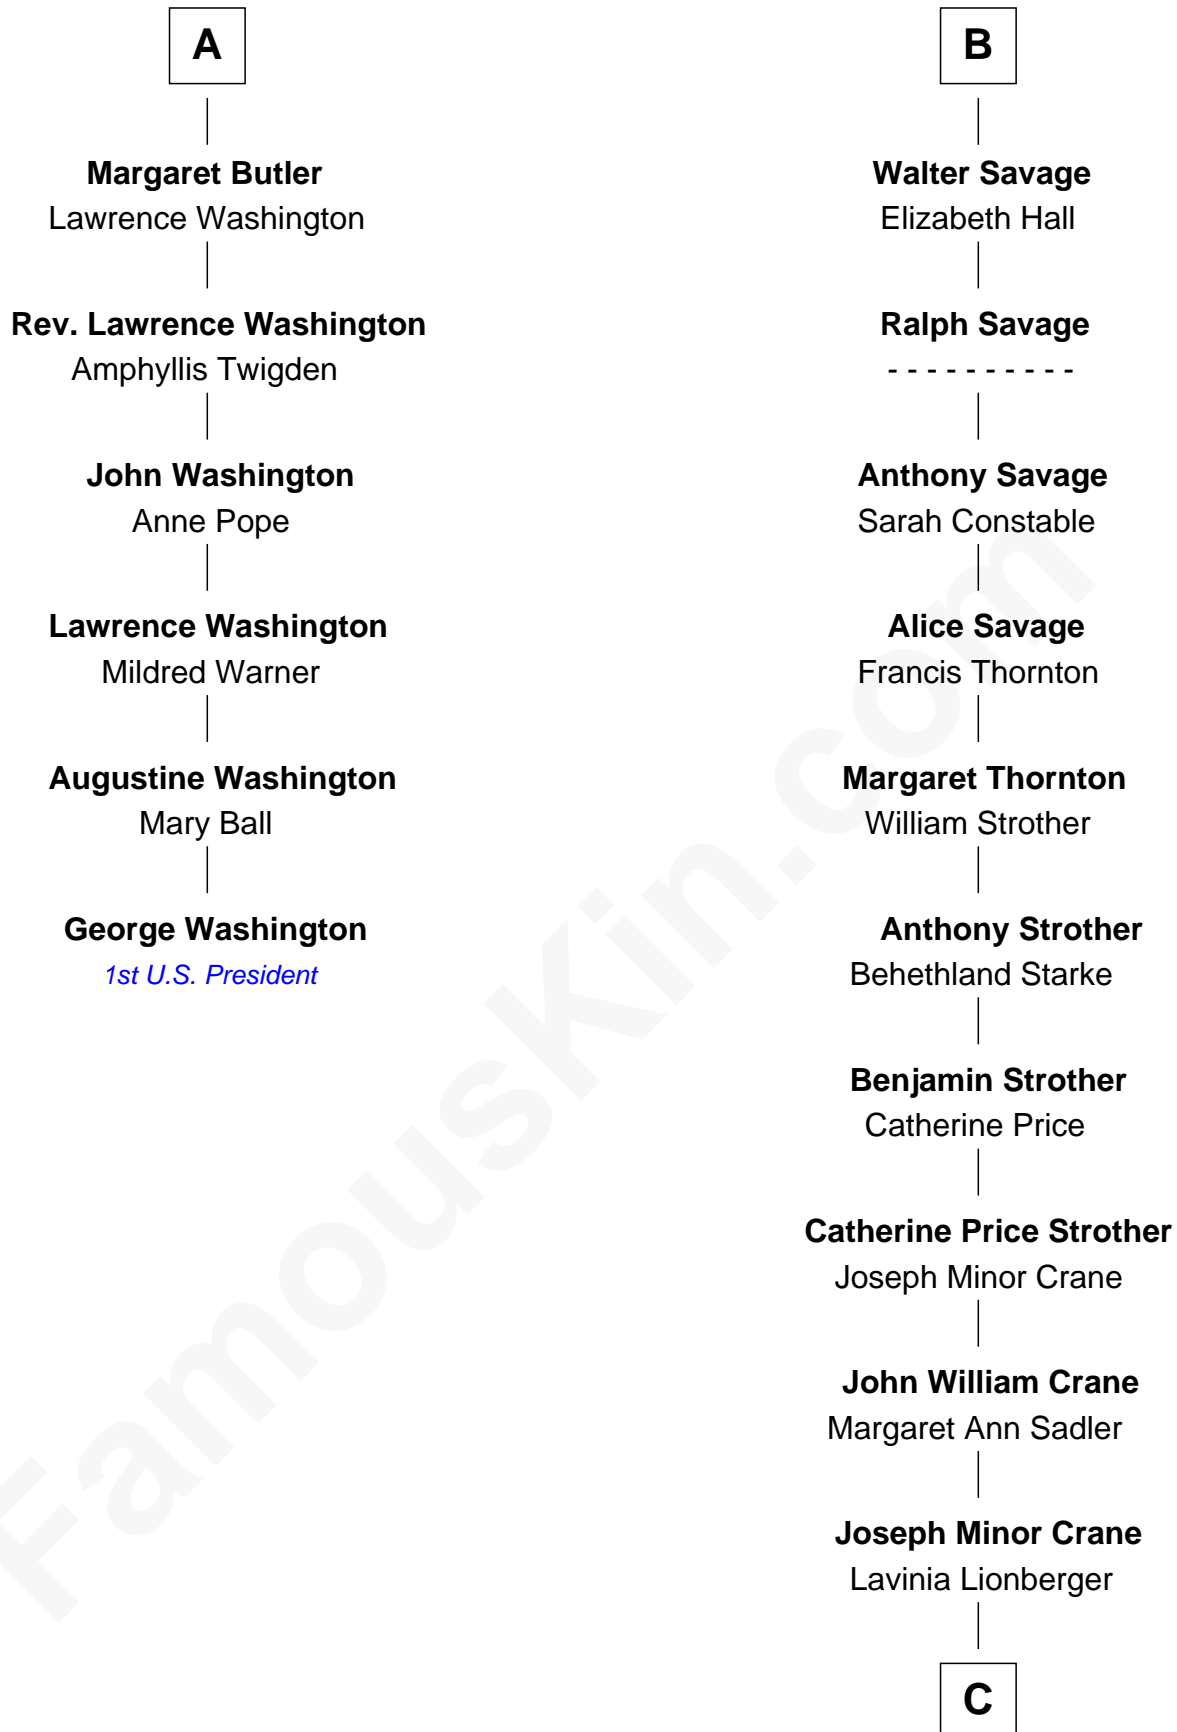 A
Margaret Butler
Lawrence Washington
Rev. Lawrence Washington
Amphyllis Twigden
John Washington
Anne Pope
Lawrence Washington
Mildred Warner
Augustine Washington
Mary Ball
George Washington
1st U.S. President
B
Walter Savage
Elizabeth Hall
Ralph Savage
- - - - - - - - - -
Anthony Savage
Sarah Constable
Alice Savage
Francis Thornton
Margaret Thornton
William Strother
Anthony Strother
Behethland Starke
Benjamin Strother
Catherine Price
Catherine Price Strother
Joseph Minor Crane
John William Crane
Margaret Ann Sadler
Joseph Minor Crane
Lavinia Lionberger
C
FamousKin.com